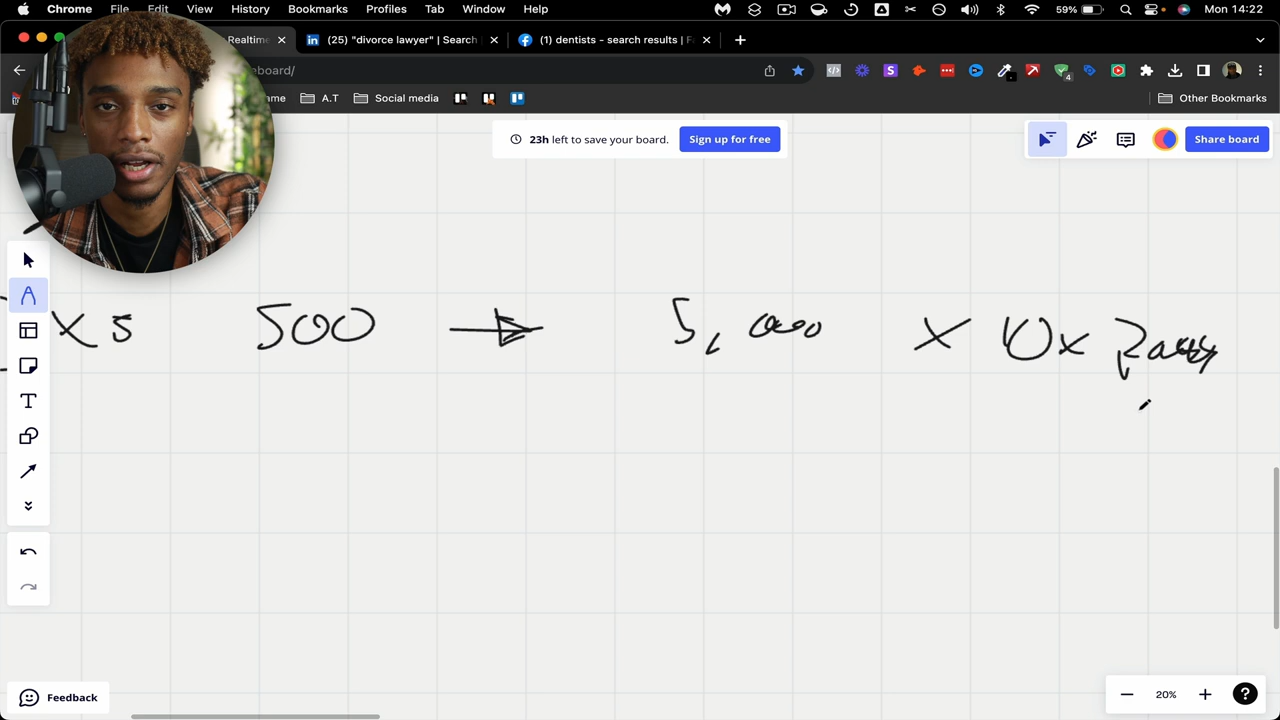 Chrome File Edit View History Bookmarks Profiles Tab Window Help 59% Mon 14:22
Realtime (25) "divorce lawyer" | Search (1) dentists - search results | F
eboard/
me A.T Social media Other Bookmarks
23h left to save your board. Sign up for free
Share board
X 5 500 5,000 X 10x
Feedback
20%